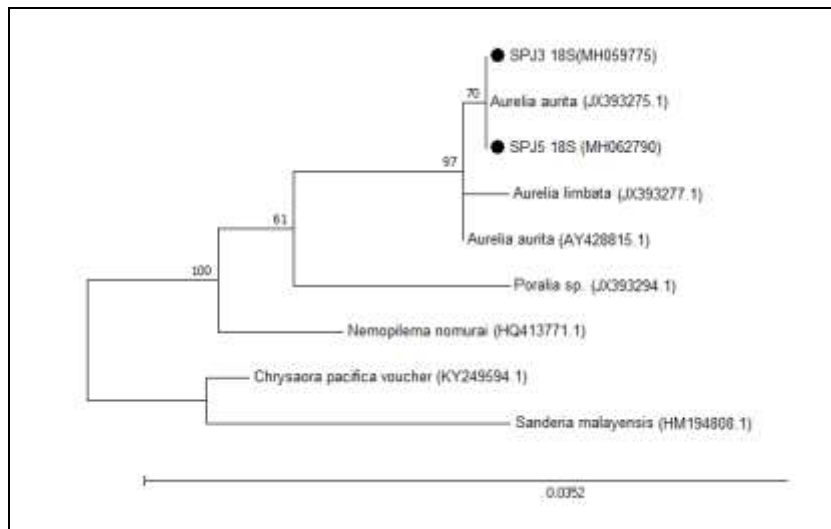 SPJ3 18S(MH059775)
70
Aurelia aurita (JX393275.1)
SPJ5 18S (MH062790)
97
Aurelia limbata (JX393277.1)
61
Aurelia aurita (AY428815.1)
100
Poralia sp. (JX393294.1)
Nemopilema nomurai (HQ413771.1)
Chrysaora pacifica voucher (KY249594.1)
Sanderia malayensis (HM194808.1)
0.0352